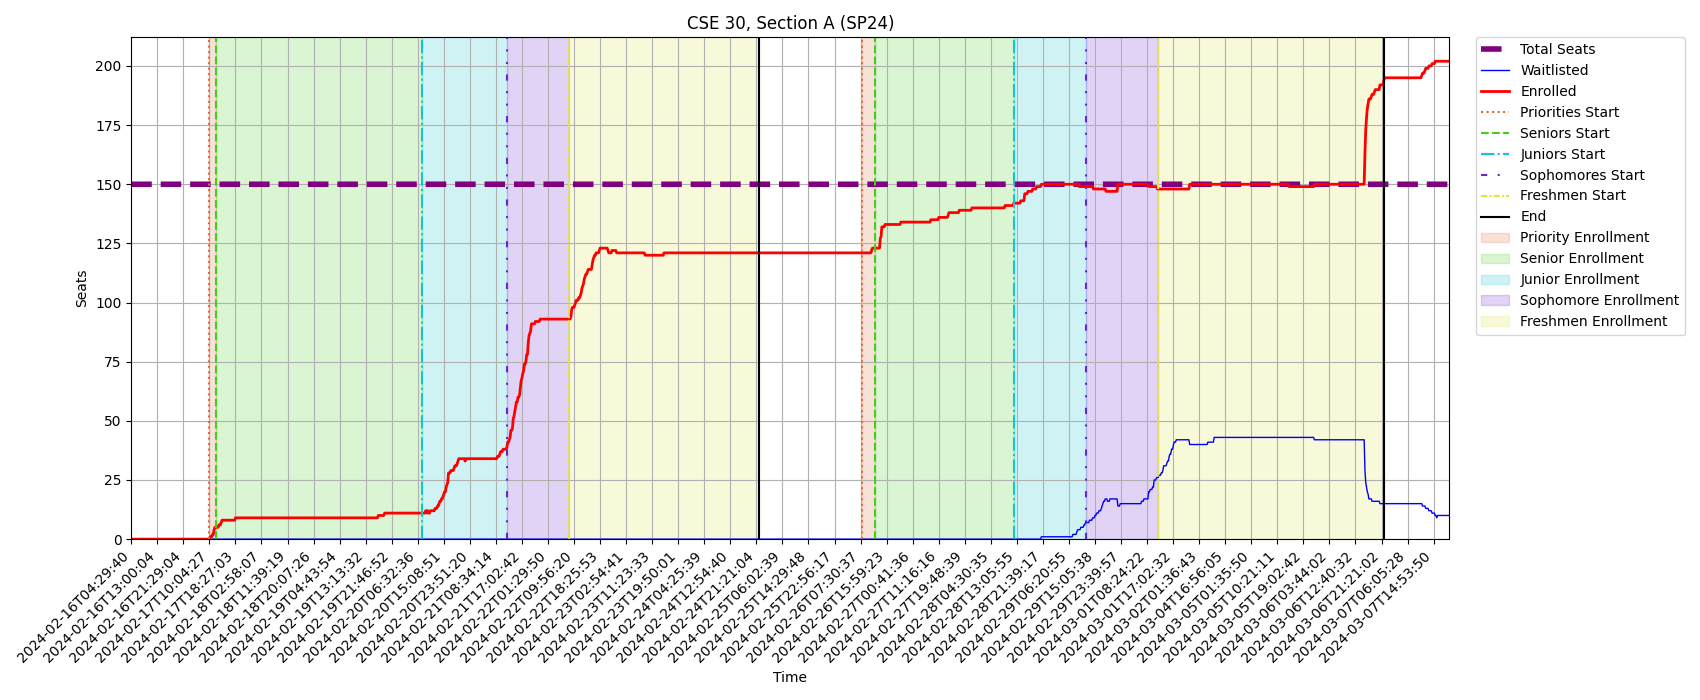 CSE 30, Section A (SP24)
200
175
150
125
100
75
50
25
0
Seats
2024-02-16T04:29:40
2024-02-16T13:00:04
2024-02-16T21:29:04
2024-02-17T10:04:27
2024-02-17T18:27:03
2024-02-18T02:58:07
2024-02-18T11:39:19
2024-02-18T20:07:26
2024-02-19T04:43:54
2024-02-19T13:13:32
2024-02-19T21:46:52
2024-02-20T06:32:36
2024-02-20T15:08:51
2024-02-20T23:51:20
2024-02-21T08:34:14
2024-02-21T17:02:42
2024-02-22T01:29:50
2024-02-22T09:56:20
2024-02-22T18:25:53
2024-02-23T02:54:41
2024-02-23T11:23:33
2024-02-23T19:50:01
2024-02-24T04:25:39
2024-02-24T12:54:40
2024-02-24T21:21:04
2024-02-25T06:02:39
2024-02-25T14:29:48
2024-02-25T22:56:17
2024-02-26T07:30:37
2024-02-26T15:59:23
2024-02-27T00:41:36
2024-02-27T11:16:16
2024-02-27T19:48:39
2024-02-28T04:30:35
2024-02-28T13:05:55
2024-02-28T21:39:17
2024-02-29T06:20:55
2024-02-29T15:05:38
2024-02-29T23:39:57
2024-03-01T08:24:22
2024-03-01T17:02:32
2024-03-02T01:36:43
2024-03-04T16:56:05
2024-03-05T01:35:50
2024-03-05T10:21:11
2024-03-05T19:02:42
2024-03-06T03:44:02
2024-03-06T12:40:32
2024-03-06T21:21:02
2024-03-07T06:05:28
2024-03-07T14:53:50
Time
Total Seats
Waitlisted
Enrolled
Priorities Start
Seniors Start
Juniors Start
Sophomores Start
Freshmen Start
End
Priority Enrollment
Senior Enrollment
Junior Enrollment
Sophomore Enrollment
Freshmen Enrollment